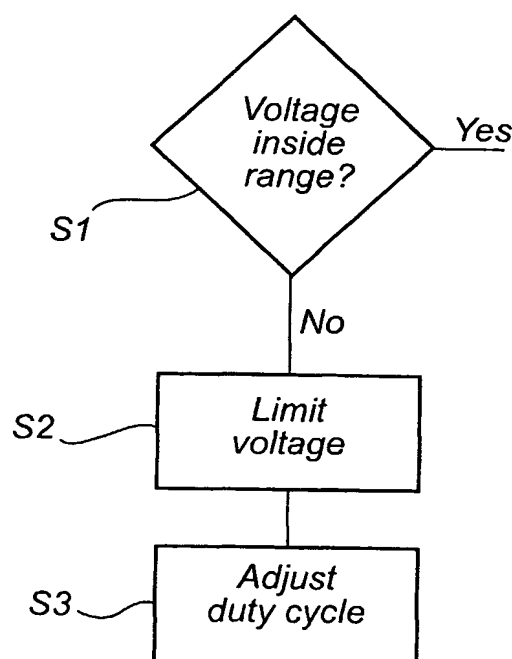 Voltage
inside
range?
Yes
S1
No
Limit
voltage
S2
Adjust
duty cycle
S3